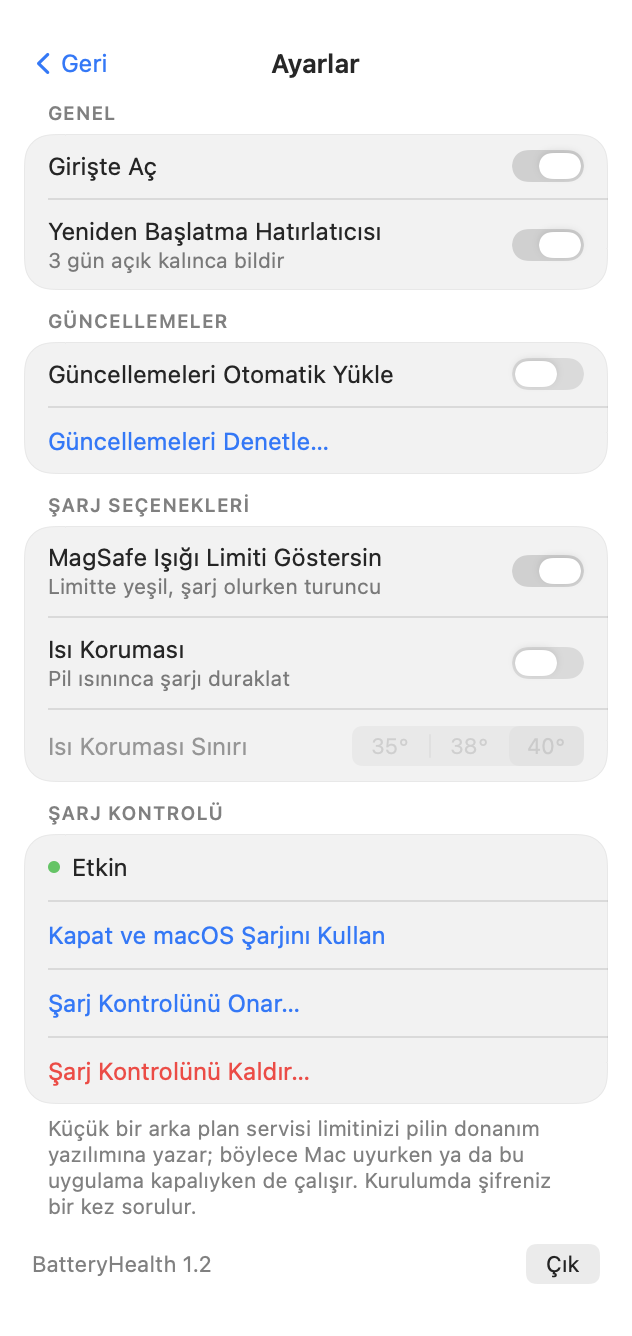 Geri
Ayarlar
GENEL
Girişte Aç
Yeniden Başlatma Hatırlatıcısı
3 gün açık kalınca bildir
GÜNCELLEMELER
Güncellemeleri Otomatik Yükle
Güncellemeleri Denetle...
ŞARJ SEÇENEKLERİ
MagSafe Işığı Limiti Göstersin
Limitte yeşil, şarj olurken turuncu
Isı Koruması
Pil ısınınca şarjı duraklat
Isı Koruması Sınırı 35° 38° 40°
ŞARJ KONTROLÜ
Etkin
Kapat ve macOS Şarjını Kullan
Şarj Kontrolünü Onar...
Şarj Kontrolünü Kaldır...
Küçük bir arka plan servisi limitinizi pilin donanım
yazılımına yazar; böylece Mac uyurken ya da bu
uygulama kapalıyken de çalışır. Kurulumda şifreniz
bir kez sorulur.
BatteryHealth 1.2
Çık